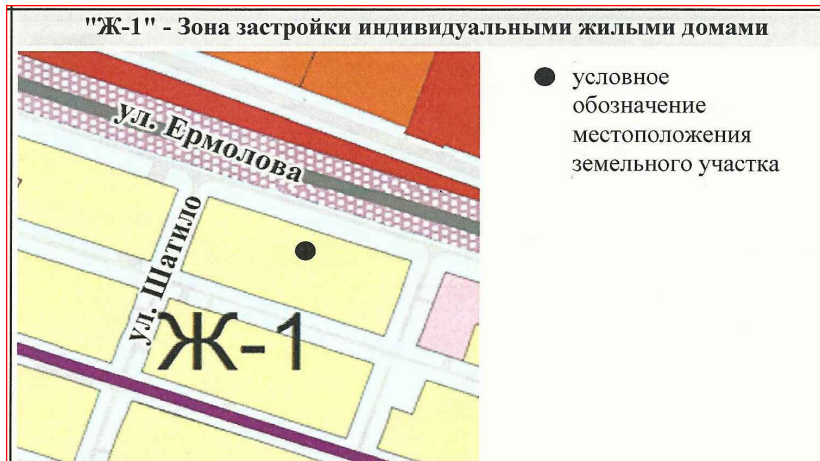 "Ж-1" - Зона застройки индивидуальными жилыми домами
условное
обозначение
местоположения
земельного участка
ул. Ермолова
ул. Шатило
Ж-1